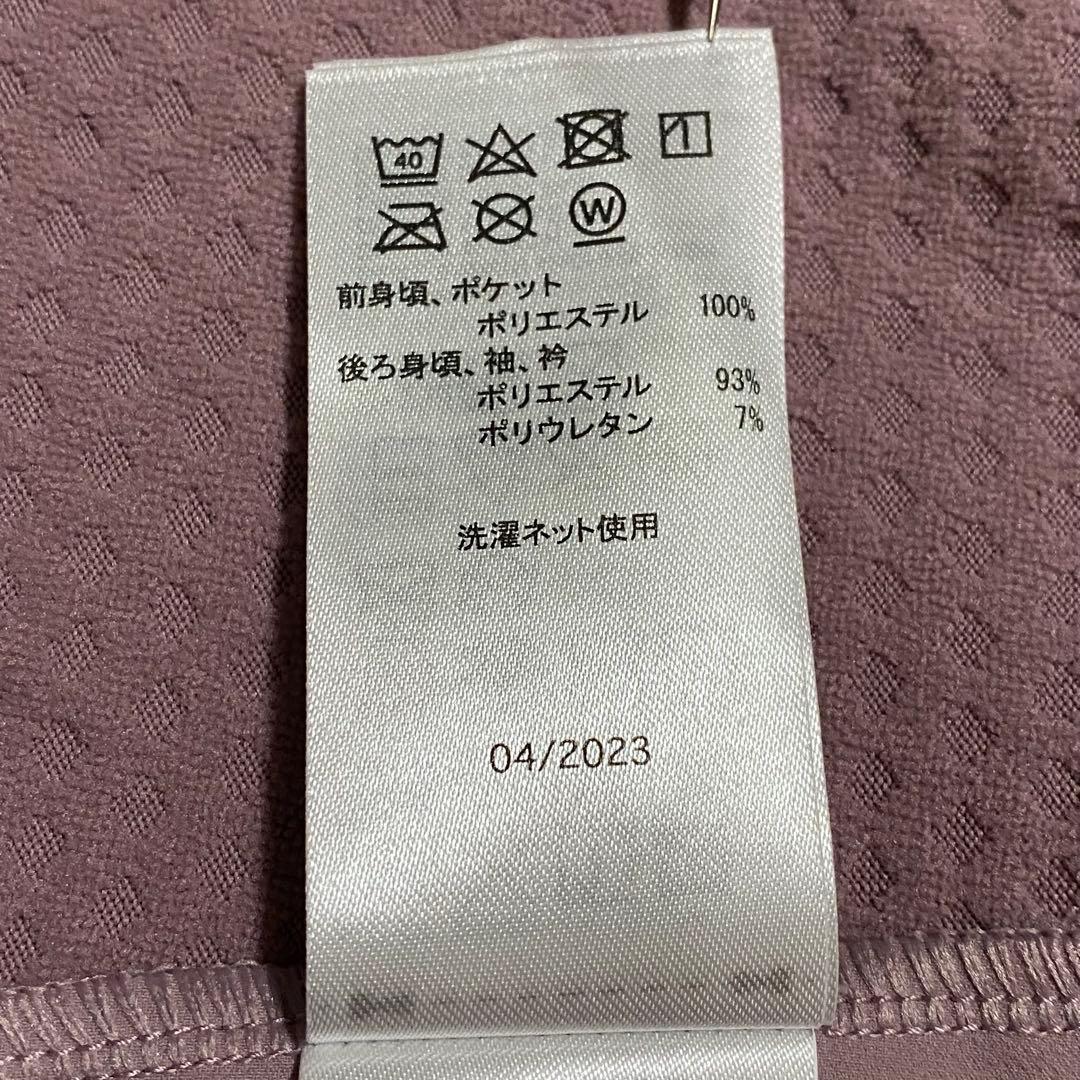 40
W
前身頃、ポケット
ポリエステル 100%
後ろ身頃、袖、衿
ポリエステル 93%
ポリウレタン 7%
洗濯ネット使用
04/2023